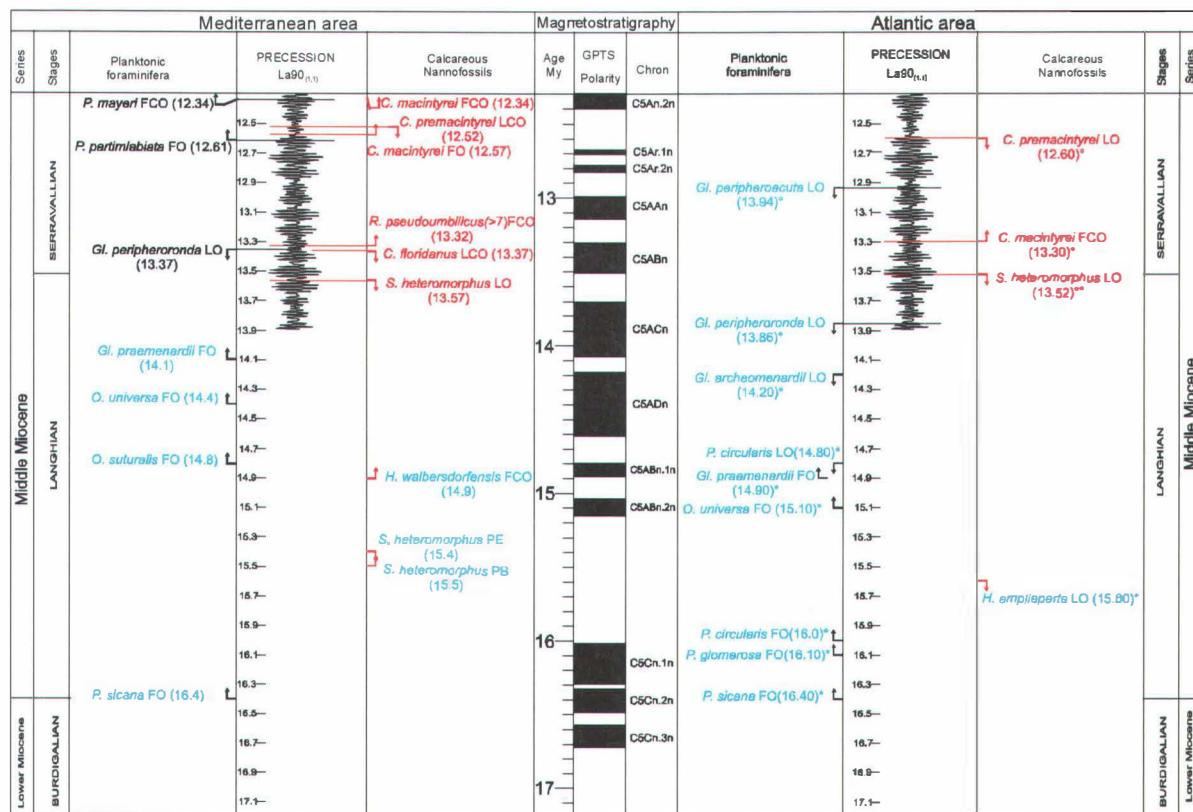 Mediterranean area
Magnetostratigraphy
Atlantic area
Series
Stages
Planktonic
foraminifera
PRECESSION
La90(1,1)
Calcareous
Nannofossils
Age
My
GPTS
Polarity
Chron
Planktonic
foraminifera
PRECESSION
La90(1,1)
Calcareous
Nannofossils
Stages
Series
Middle Miocene
Lower Miocene
SERRAVALLIAN
LANGHIAN
BURDIGALIAN
P. mayeri FCO (12.34)
P. partimlabiata FO (12.61)
Gl. peripheroronda LO
(13.37)
Gl. praemenardii FO
(14.1)
O. universa FO (14.4)
O. suturalis FO (14.8)
P. sicana FO (16.4)
12.5
12.7
12.9
13.1
13.3
13.5
13.7
13.9
14.1
14.3
14.5
14.7
14.9
15.1
15.3
15.5
15.7
15.9
16.1
16.3
16.5
16.7
16.9
17.1
C. macintyrei FCO (12.34)
C. premacintyrei LCO
(12.52)
C. macintyrei FO (12.57)
R. pseudoumbilicus(>7)FCO
(13.32)
C. floridanus LCO (13.37)
S. heteromorphus LO
(13.57)
H. walbersdorfensis FCO
(14.9)
S. heteromorphus PE
(15.4)
S. heteromorphus PB
(15.5)
13
14
15
16
17
C5An.2n
C5Ar.1n
C5Ar.2n
C5AAn
C5ABn
C5ACn
C5ADn
C5ABn.1n
C5ABn.2n
C5Cn.1n
C5Cn.2n
C5Cn.3n
Gl. peripheroacuta LO
(13.94)*
Gl. peripheroronda LO
(13.86)*
Gl. archeomenardii LO
(14.20)*
P. circularis LO(14.80)*
Gl. praemenardii FO
(14.90)*
O. universa FO (15.10)*
P. circularis FO(16.0)*
P. glomerosa FO(16.10)*
P. sicana FO(16.40)*
12.5
12.7
12.9
13.1
13.3
13.5
13.7
13.9
14.1
14.3
14.5
14.7
14.9
15.1
15.3
15.5
15.7
15.9
16.1
16.3
16.5
16.7
16.9
17.1
C. premacintyrei LO
(12.60)*
C. macintyrei FCO
(13.30)*
S. heteromorphus LO
(13.52)**
H. ampliaperta LO (15.60)*
SERRAVALLIAN
LANGHIAN
BURDIGALIAN
Middle Miocene
Lower Miocene